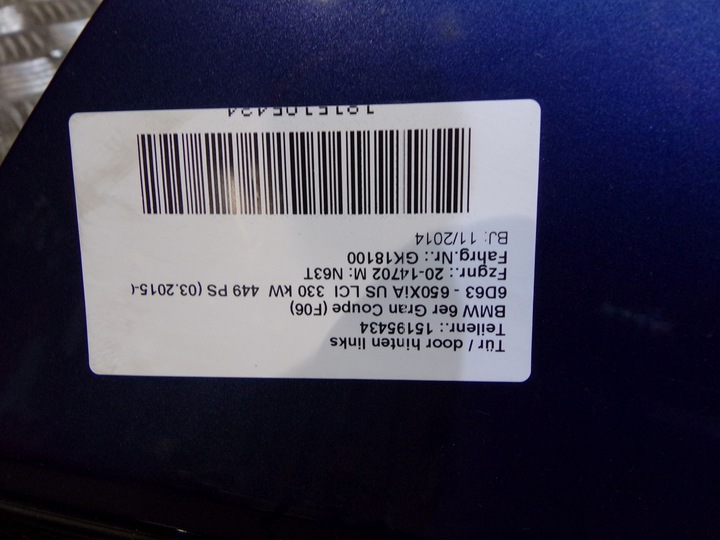 Tür / door hinten links
Teilenr.: 15195434
BMW 6er Gran Coupe (F06)
6D63 - 650XiA US LCI 330 kW 449 PS (03.2015-(
Fzgnr.: 20-14702 M: N63T
Fahrg.Nr.: GK18100
BJ: 11/2014